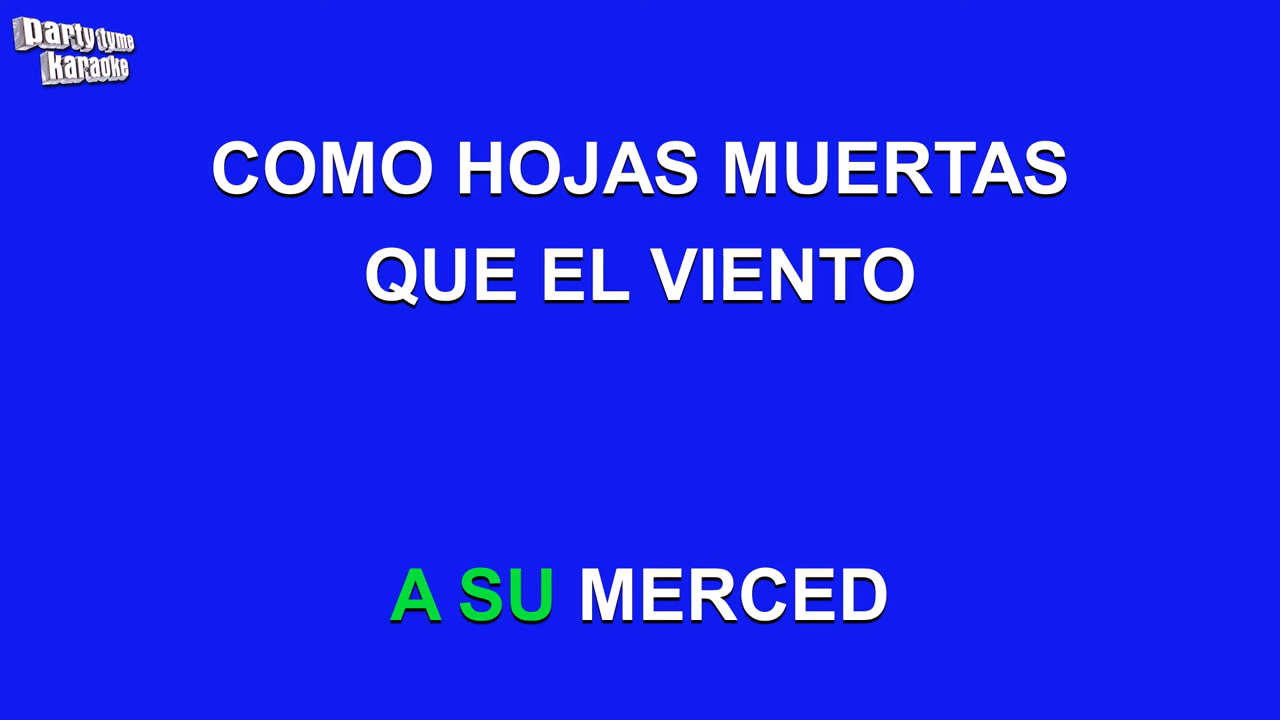 party tyme
karaoke
COMO HOJAS MUERTAS
QUE EL VIENTO
A SU MERCED